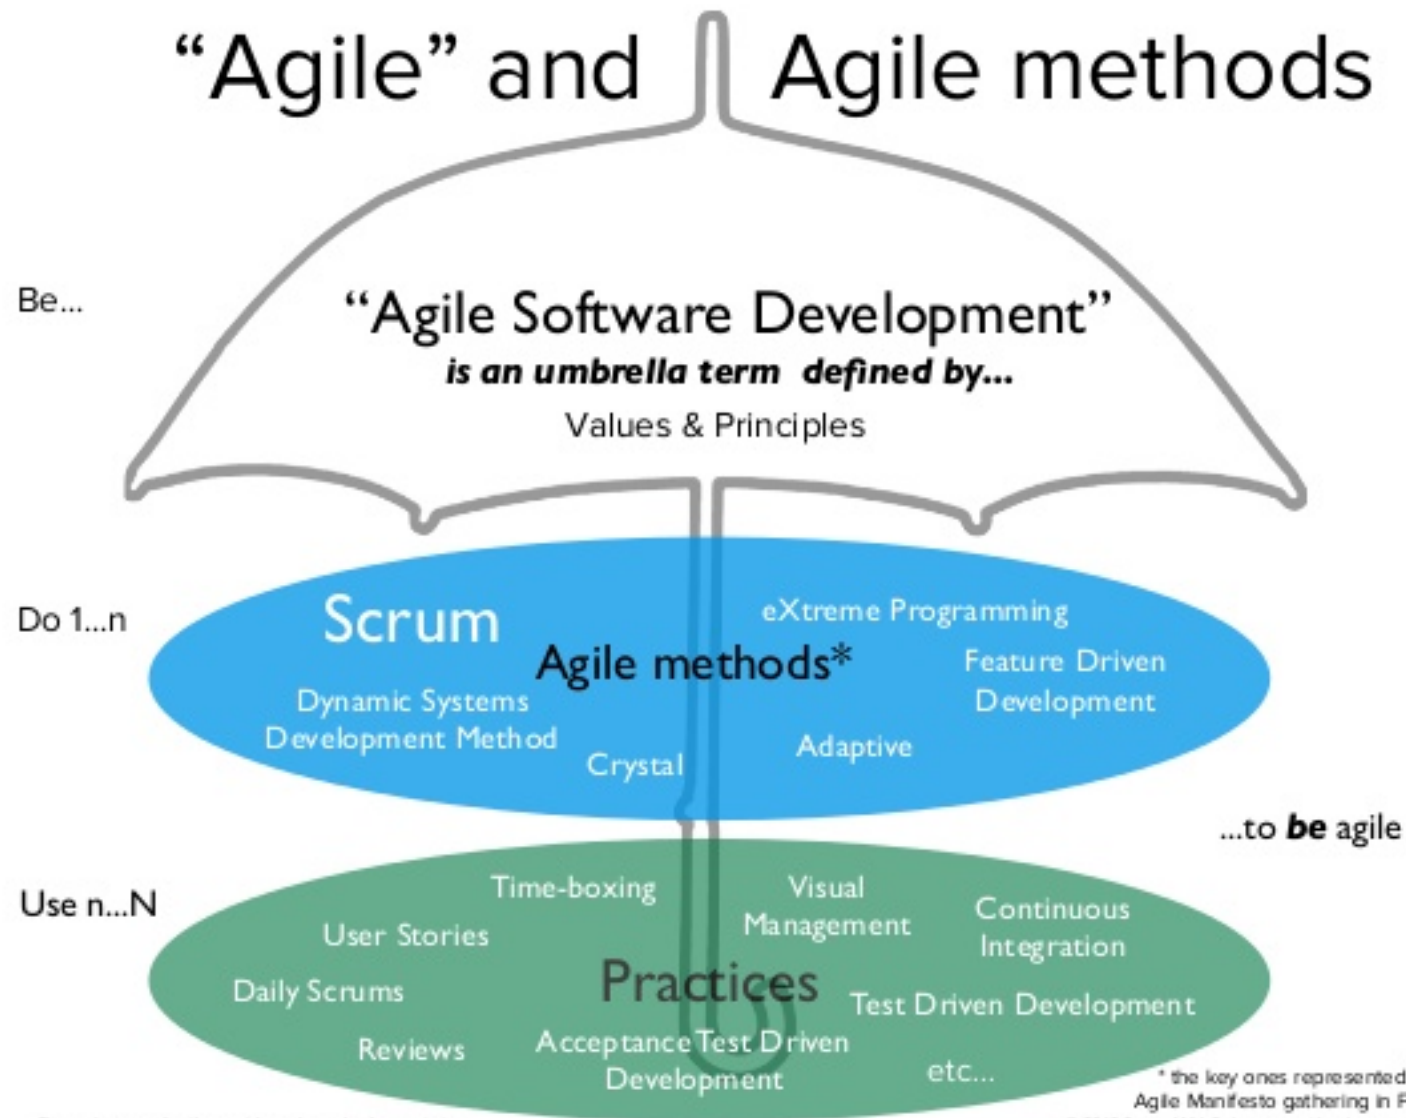 “Agile” and Agile methods
Be...
“Agile Software Development”
is an umbrella term defined by...
Values & Principles
Do 1...n
Scrum
eXtreme Programming
Agile methods*
Feature Driven
Development
Dynamic Systems
Development Method
Crystal
Adaptive
...to be agile
Use n...N
Time-boxing
Visual
Management
Continuous
Integration
User Stories
Practices
Daily Scrums
Test Driven Development
Reviews
Acceptance Test Driven
Development
etc...
* the key ones represented
Agile Manifesto gathering in